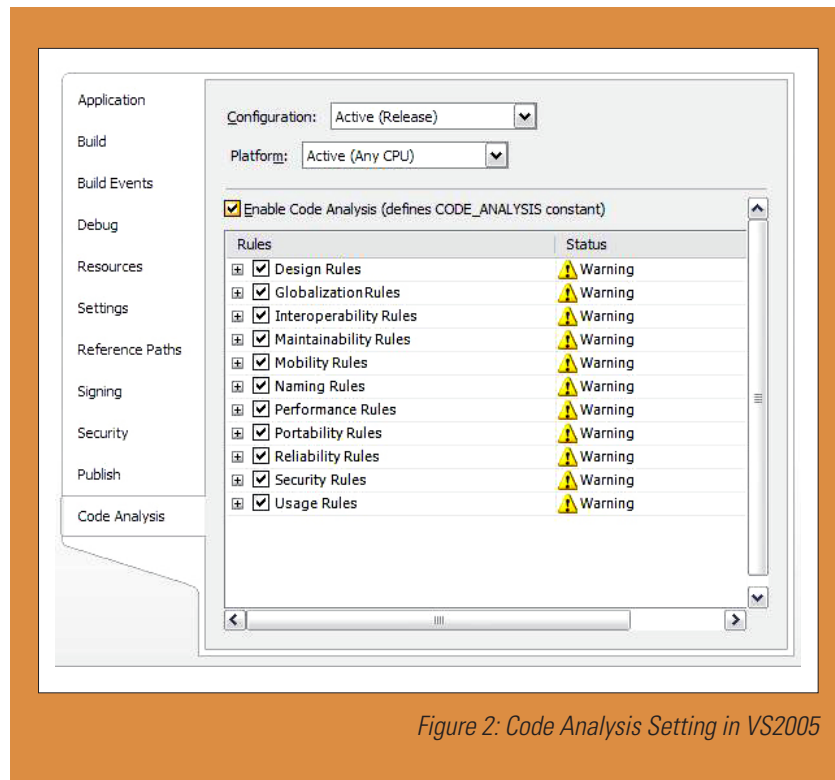 Application
Build
Build Events
Debug
Resources
Settings
Reference Paths
Signing
Security
Publish
Code Analysis
Configuration: Active (Release)
Platform: Active (Any CPU)
Enable Code Analysis (defines CODE_ANALYSIS constant)
Rules Status
Design Rules Warning
GlobalizationRules Warning
Interoperability Rules Warning
Maintainability Rules Warning
Mobility Rules Warning
Naming Rules Warning
Performance Rules Warning
Portability Rules Warning
Reliability Rules Warning
Security Rules Warning
Usage Rules Warning
Figure 2: Code Analysis Setting in VS2005